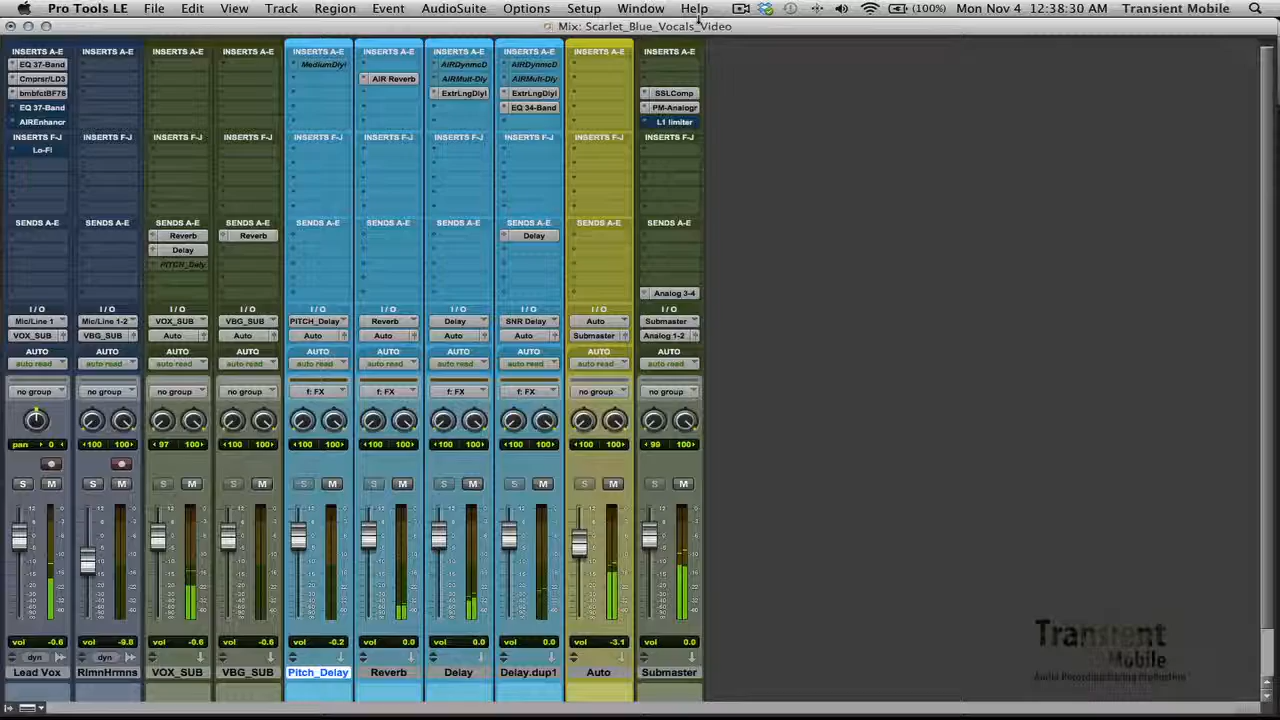 Pro Tools LE File Edit View Track Region Event AudioSuite Options Setup Window Help (100%) Mon Nov 4 12:38:30 AM Transient Mobile
Mix: Scarlet_Blue_Vocals_Video
INSERTS A-E INSERTS A-E INSERTS A-E INSERTS A-E INSERTS A-E INSERTS A-E INSERTS A-E INSERTS A-E INSERTS A-E INSERTS A-E
EQ 37-Band MediumDlyI AIRDynmcD AIRDynmcD
Cmprsr/LD3 AIR Reverb AIRMult-Dly AIRMult-Dly
bmbfctBF76 ExtrLngDlyI ExtrLngDlyI SSLComp
EQ 37-Band EQ 34-Band PM-Analogr
AIREnhancr L1 limiter
INSERTS F-J INSERTS F-J INSERTS F-J INSERTS F-J INSERTS F-J INSERTS F-J INSERTS F-J INSERTS F-J INSERTS F-J INSERTS F-J
Lo-Fi
SENDS A-E SENDS A-E SENDS A-E SENDS A-E SENDS A-E SENDS A-E SENDS A-E SENDS A-E SENDS A-E SENDS A-E
Reverb Reverb Delay
Delay
PITCH_Daly
Analog 3-4
I/O I/O I/O I/O I/O I/O I/O I/O I/O I/O
Mic/Line 1 Mic/Line 1-2 VOX_SUB VBG_SUB PITCH_Delay Reverb Delay SNR Delay Auto Submaster
VOX_SUB VBG_SUB Auto Auto Auto Auto Auto Auto Submaster Analog 1-2
AUTO AUTO AUTO AUTO AUTO AUTO AUTO AUTO AUTO AUTO
auto read auto read auto read auto read auto read auto read auto read auto read auto read auto read
no group no group no group no group f: FX f: FX f: FX f: FX no group no group
pan 0 100 100 97 100 100 100 100 100 100 100 100 100 100 100 100 100 99 100
S M S M S M S M S M S M S M S M S M S M
vol -0.6 vol -9.8 vol -0.6 vol -0.6 vol -0.2 vol 0.0 vol 0.0 vol 0.0 vol -3.1 vol 0.0
dyn dyn
Lead Vox RimnHrmns VOX_SUB VBG_SUB Pitch_Delay Reverb Delay Delay.dup1 Auto Submaster
Transient
Mobile